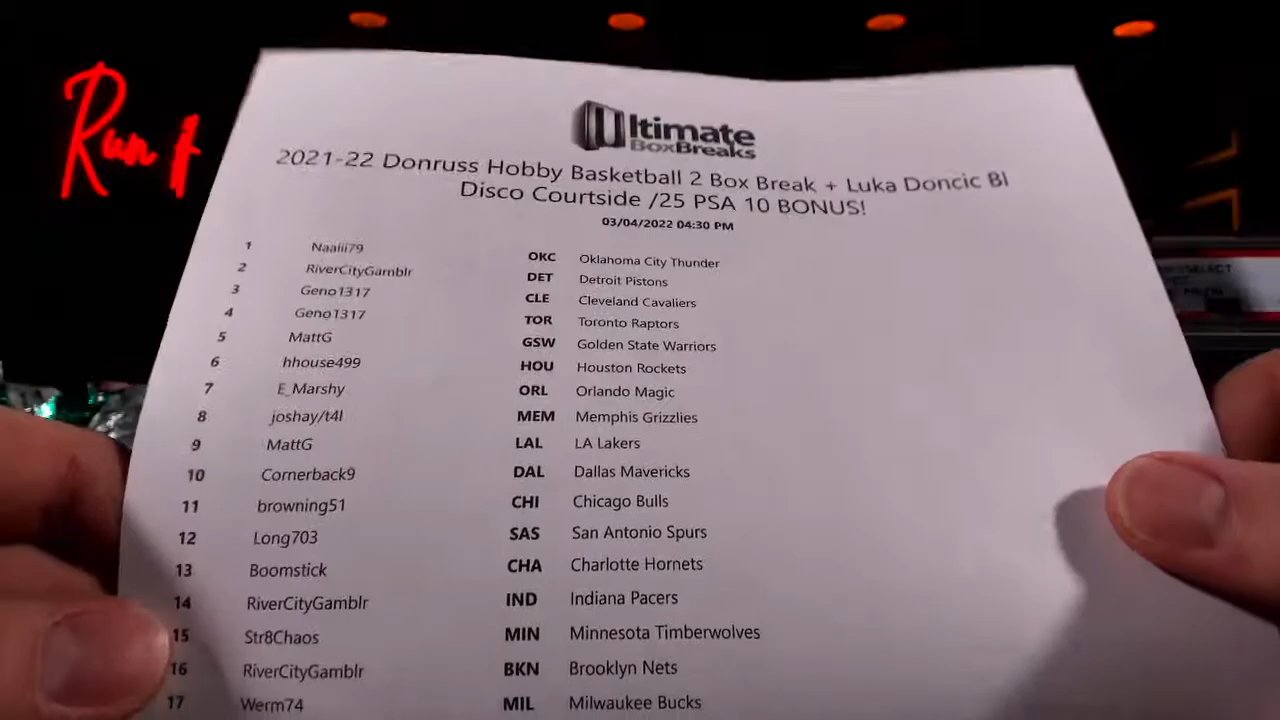 Run it
Ultimate
BoxBreaks
2021-22 Donruss Hobby Basketball 2 Box Break + Luka Doncic Bl
Disco Courtside /25 PSA 10 BONUS!
03/04/2022 04:30 PM
1 Naalii79 OKC Oklahoma City Thunder
2 RiverCityGamblr DET Detroit Pistons
3 Geno1317 CLE Cleveland Cavaliers
4 Geno1317 TOR Toronto Raptors
5 MattG GSW Golden State Warriors
6 hhouse499 HOU Houston Rockets
7 E_Marshy ORL Orlando Magic
8 joshay/t4l MEM Memphis Grizzlies
9 MattG LAL LA Lakers
10 Cornerback9 DAL Dallas Mavericks
11 browning51 CHI Chicago Bulls
12 Long703 SAS San Antonio Spurs
13 Boomstick CHA Charlotte Hornets
14 RiverCityGamblr IND Indiana Pacers
15 Str8Chaos MIN Minnesota Timberwolves
16 RiverCityGamblr BKN Brooklyn Nets
17 Werm74 MIL Milwaukee Bucks
SELECT